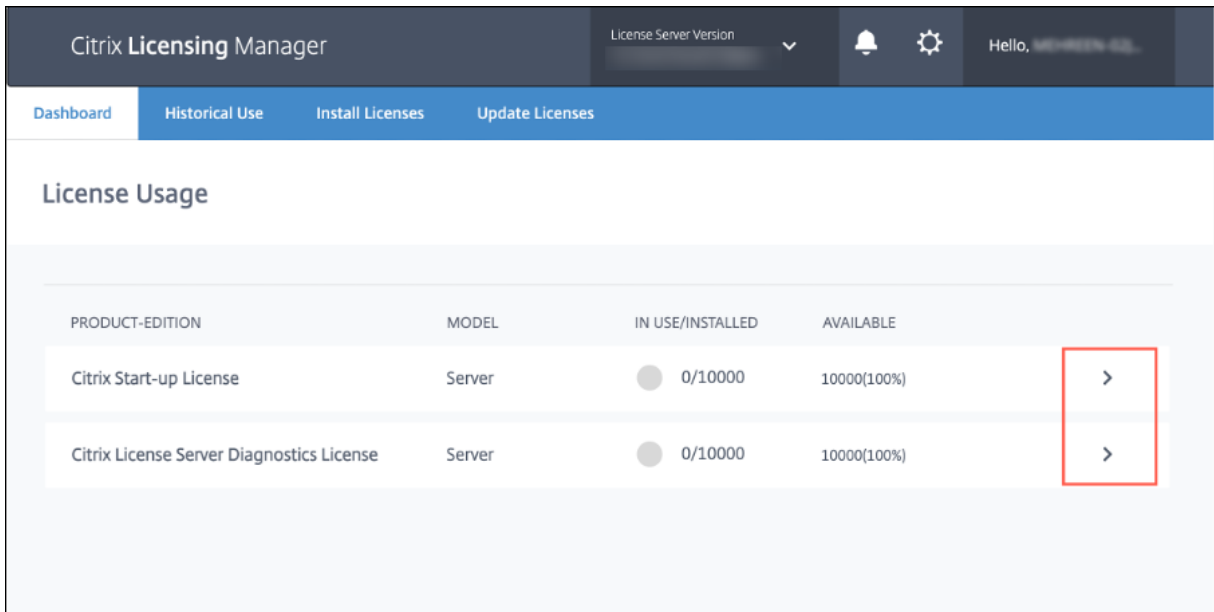 Citrix Licensing Manager
License Server Version
Hello,
Dashboard Historical Use Install Licenses Update Licenses
License Usage
PRODUCT-EDITION MODEL IN USE/INSTALLED AVAILABLE
Citrix Start-up License Server 0/10000 10000(100%)
Citrix License Server Diagnostics License Server 0/10000 10000(100%)